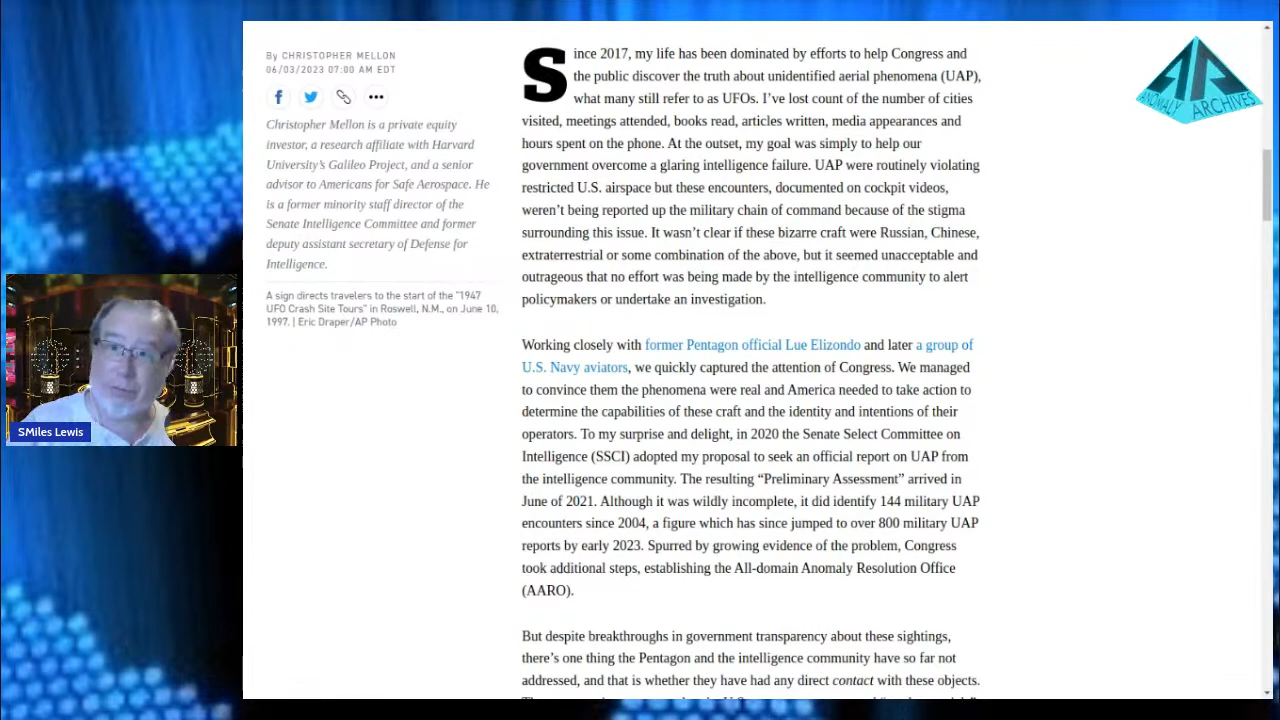 By CHRISTOPHER MELLON
06/03/2023 07:00 AM EDT
Christopher Mellon is a private equity
investor, a research affiliate with Harvard
University’s Galileo Project, and a senior
advisor to Americans for Safe Aerospace. He
is a former minority staff director of the
Senate Intelligence Committee and former
deputy assistant secretary of Defense for
Intelligence.
A sign directs travelers to the start of the "1947
UFO Crash Site Tours" in Roswell, N.M., on June 10,
1997. | Eric Draper/AP Photo
Since 2017, my life has been dominated by efforts to help Congress and
the public discover the truth about unidentified aerial phenomena (UAP),
what many still refer to as UFOs. I’ve lost count of the number of cities
visited, meetings attended, books read, articles written, media appearances and
hours spent on the phone. At the outset, my goal was simply to help our
government overcome a glaring intelligence failure. UAP were routinely violating
restricted U.S. airspace but these encounters, documented on cockpit videos,
weren’t being reported up the military chain of command because of the stigma
surrounding this issue. It wasn’t clear if these bizarre craft were Russian, Chinese,
extraterrestrial or some combination of the above, but it seemed unacceptable and
outrageous that no effort was being made by the intelligence community to alert
policymakers or undertake an investigation.
Working closely with former Pentagon official Lue Elizondo and later a group of
U.S. Navy aviators, we quickly captured the attention of Congress. We managed
to convince them the phenomena were real and America needed to take action to
determine the capabilities of these craft and the identity and intentions of their
operators. To my surprise and delight, in 2020 the Senate Select Committee on
Intelligence (SSCI) adopted my proposal to seek an official report on UAP from
the intelligence community. The resulting “Preliminary Assessment” arrived in
June of 2021. Although it was wildly incomplete, it did identify 144 military UAP
encounters since 2004, a figure which has since jumped to over 800 military UAP
reports by early 2023. Spurred by growing evidence of the problem, Congress
took additional steps, establishing the All-domain Anomaly Resolution Office
(AARO).
But despite breakthroughs in government transparency about these sightings,
there’s one thing the Pentagon and the intelligence community have so far not
addressed, and that is whether they have had any direct contact with these objects.
ANOMALY ARCHIVES
SMiles Lewis